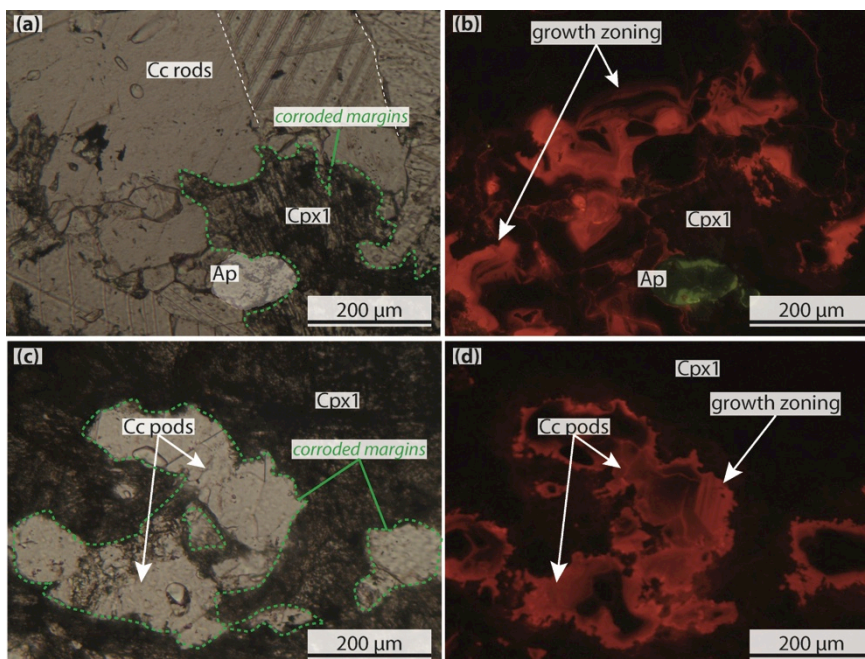 (a)
Cc rods
corroded margins
Cpx1
Ap
200 µm
(b)
growth zoning
Cpx1
Ap
200 µm
(c)
Cpx1
Cc pods
corroded margins
200 µm
(d)
Cpx1
growth zoning
Cc pods
200 µm